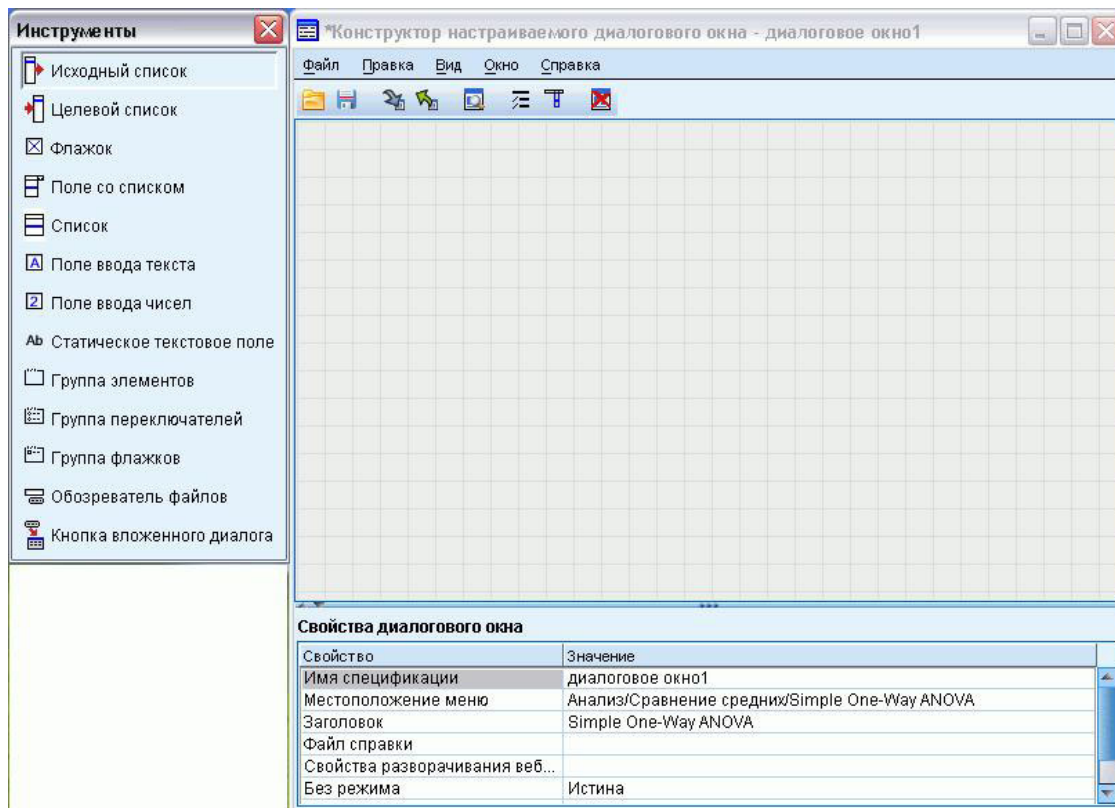 Инструменты
Исходный список
Целевой список
Флажок
Поле со списком
Список
Поле ввода текста
Поле ввода чисел
Ab Статическое текстовое поле
Группа элементов
Группа переключателей
Группа флажков
Обозреватель файлов
Кнопка вложенного диалога
*Конструктор настраиваемого диалогового окна - диалоговое окно1
Файл Правка Вид Окно Справка
Свойства диалогового окна
Свойство Значение
Имя спецификации диалоговое окно1
Местоположение меню Анализ/Сравнение средних/Simple One-Way ANOVA
Заголовок Simple One-Way ANOVA
Файл справки
Свойства разворачивания веб...
Без режима Истина